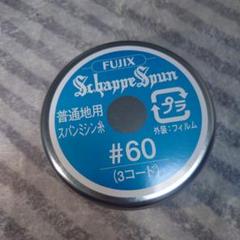 FUJIX
Schappe Spun
普通地用
スパンミシン糸
プラ
外装:フィルム
#60
(3コード)